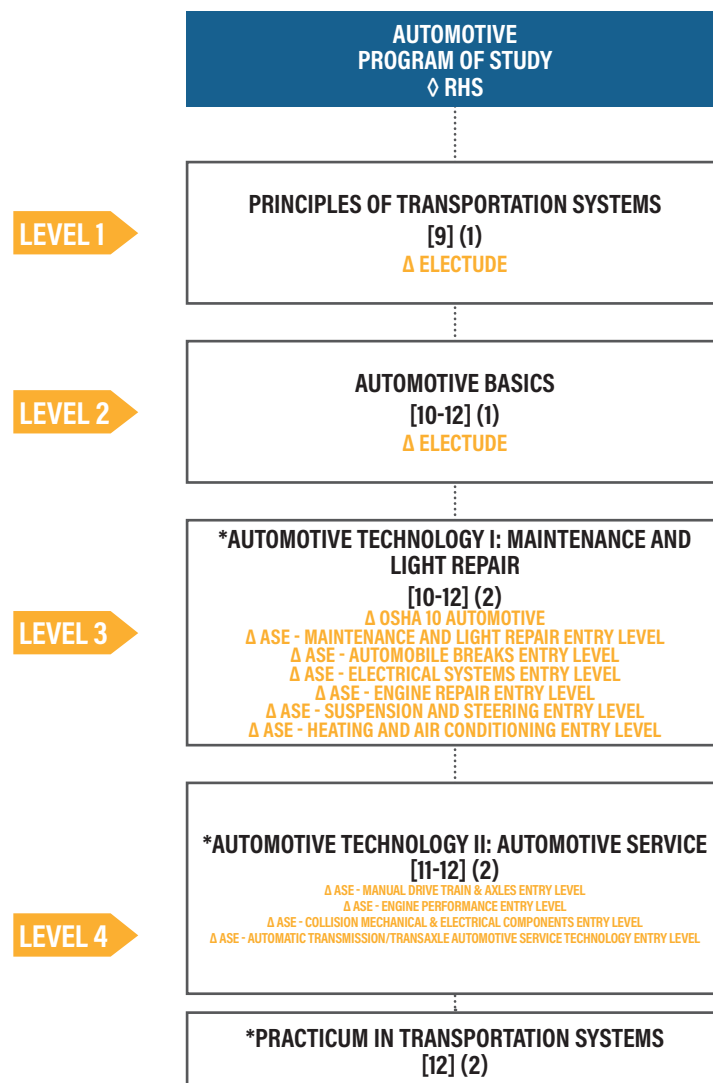 AUTOMOTIVE
PROGRAM OF STUDY
◊ RHS
LEVEL 1
PRINCIPLES OF TRANSPORTATION SYSTEMS
[9] (1)
Δ ELECTUDE
LEVEL 2
AUTOMOTIVE BASICS
[10-12] (1)
Δ ELECTUDE
LEVEL 3
*AUTOMOTIVE TECHNOLOGY I: MAINTENANCE AND
LIGHT REPAIR
[10-12] (2)
Δ OSHA 10 AUTOMOTIVE
Δ ASE - MAINTENANCE AND LIGHT REPAIR ENTRY LEVEL
Δ ASE - AUTOMOBILE BREAKS ENTRY LEVEL
Δ ASE - ELECTRICAL SYSTEMS ENTRY LEVEL
Δ ASE - ENGINE REPAIR ENTRY LEVEL
Δ ASE - SUSPENSION AND STEERING ENTRY LEVEL
Δ ASE - HEATING AND AIR CONDITIONING ENTRY LEVEL
LEVEL 4
*AUTOMOTIVE TECHNOLOGY II: AUTOMOTIVE SERVICE
[11-12] (2)
Δ ASE - MANUAL DRIVE TRAIN & AXLES ENTRY LEVEL
Δ ASE - ENGINE PERFORMANCE ENTRY LEVEL
Δ ASE - COLLISION MECHANICAL & ELECTRICAL COMPONENTS ENTRY LEVEL
Δ ASE - AUTOMATIC TRANSMISSION/TRANSAXLE AUTOMOTIVE SERVICE TECHNOLOGY ENTRY LEVEL
*PRACTICUM IN TRANSPORTATION SYSTEMS
[12] (2)